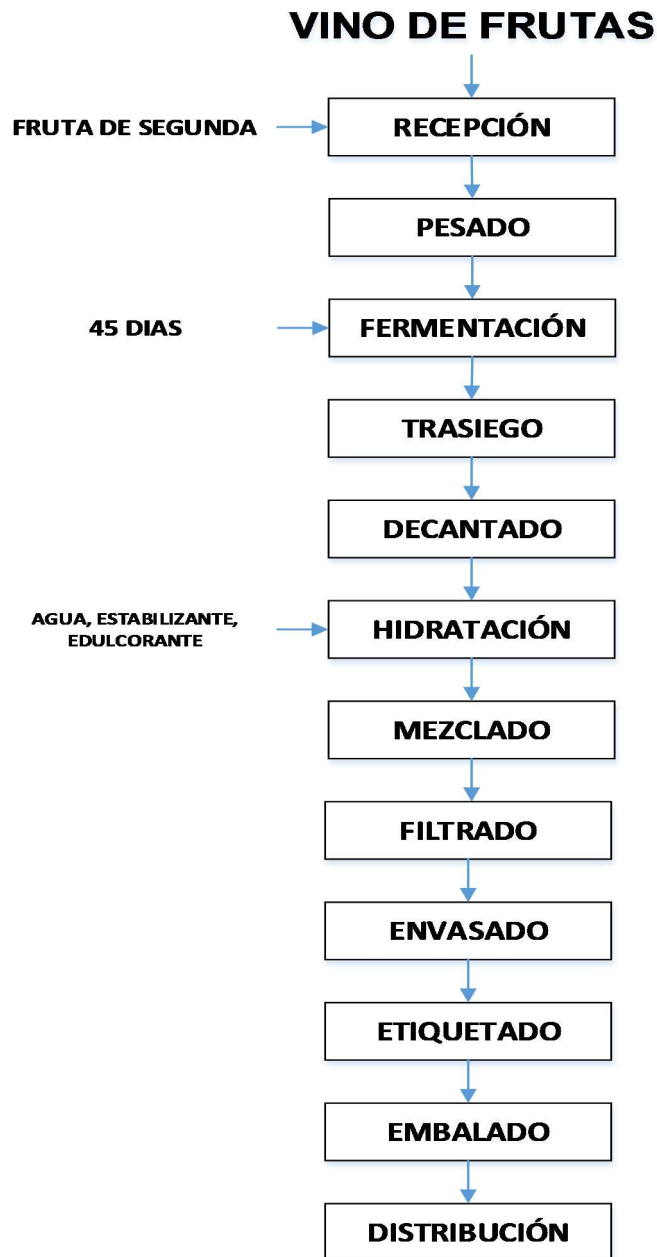 VINO DE FRUTAS
FRUTA DE SEGUNDA
RECEPCIÓN
PESADO
45 DIAS
FERMENTACIÓN
TRASIEGO
DECANTADO
AGUA, ESTABILIZANTE,
EDULCORANTE
HIDRATACIÓN
MEZCLADO
FILTRADO
ENVASADO
ETIQUETADO
EMBALADO
DISTRIBUCIÓN